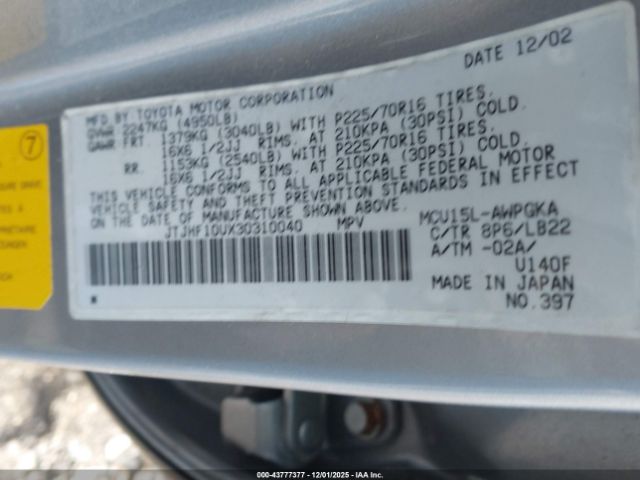 DATE 12/02
MFD BY TOYOTA MOTOR CORPORATION
GVWR 2247KG (4950LB)
GAWR FRT 1379KG (3040LB) WITH P225/70R16 TIRES,
16X6 1/2JJ RIMS, AT 210KPA (30PSI) COLD.
RR 1153KG (2540LB) WITH P225/70R16 TIRES,
16X6 1/2JJ RIMS, AT 210KPA (30PSI) COLD.
THIS VEHICLE CONFORMS TO ALL APPLICABLE FEDERAL MOTOR
VEHICLE SAFETY AND THEFT PREVENTION STANDARDS IN EFFECT
ON THE DATE OF MANUFACTURE SHOWN ABOVE.
JTJHF10UX30310040 MPV
MCU15L-AWPGKA
C/TR 8P6/LB22
A/TM -02A/
U140F
MADE IN JAPAN
NO.397
7
00-43777377 - 12/01/2025 - IAA Inc.